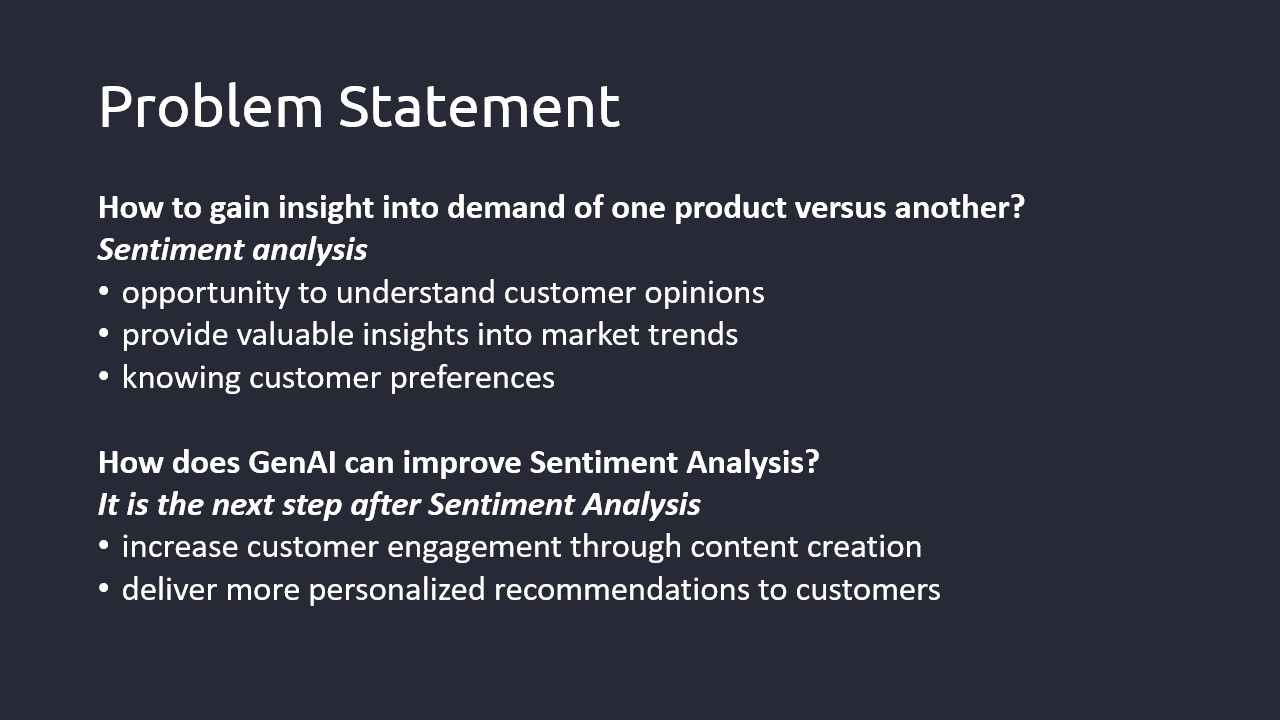 Problem Statement
How to gain insight into demand of one product versus another?
Sentiment analysis
• opportunity to understand customer opinions
• provide valuable insights into market trends
• knowing customer preferences
How does GenAI can improve Sentiment Analysis?
It is the next step after Sentiment Analysis
• increase customer engagement through content creation
• deliver more personalized recommendations to customers